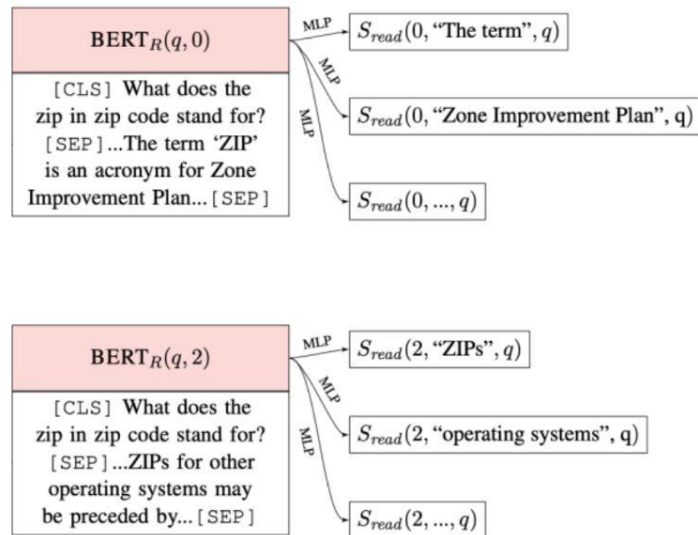 BERT_R(q, 0)
[CLS] What does the
zip in zip code stand for?
[SEP]...The term ‘ZIP’
is an acronym for Zone
Improvement Plan...[SEP]
MLP
S_read(0, “The term”, q)
MLP
S_read(0, “Zone Improvement Plan”, q)
MLP
S_read(0, ..., q)
BERT_R(q, 2)
[CLS] What does the
zip in zip code stand for?
[SEP]...ZIPs for other
operating systems may
be preceded by...[SEP]
MLP
S_read(2, “ZIPs”, q)
MLP
S_read(2, “operating systems”, q)
MLP
S_read(2, ..., q)